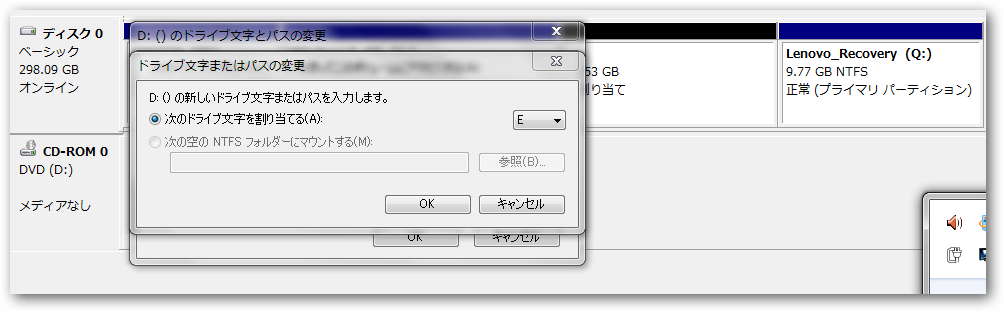 ディスク 0
ベーシック
298.09 GB
オンライン
D: () のドライブ文字とパスの変更
ドライブ文字またはパスの変更
D: () の新しいドライブ文字またはパスを入力します。
次のドライブ文字を割り当てる(A):
E
次の空の NTFS フォルダーにマウントする(M):
参照(B)...
OK
キャンセル
OK
キャンセル
53 GB
り当て
Lenovo_Recovery (Q:)
9.77 GB NTFS
正常 (プライマリ パーティション)
CD-ROM 0
DVD (D:)
メディアなし